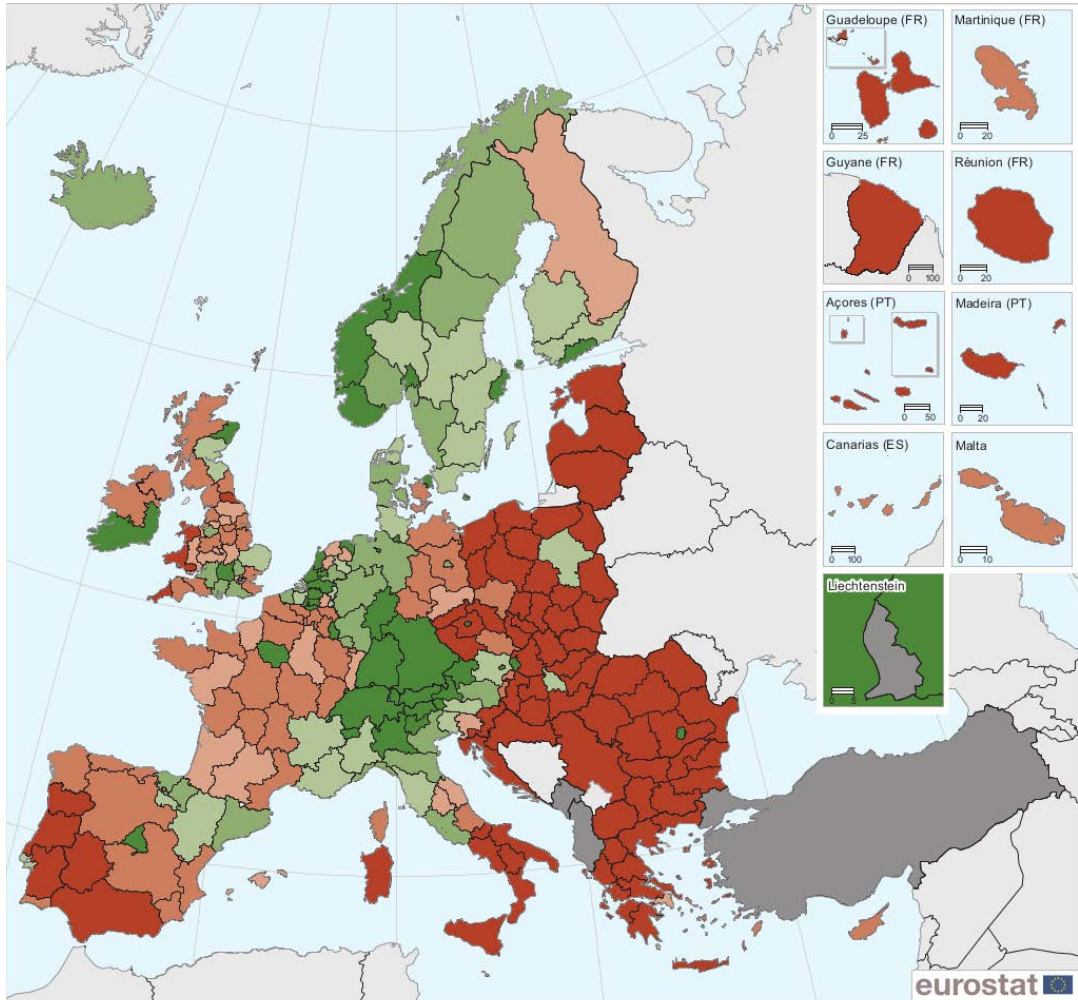 Guadeloupe (FR)
0 25
Martinique (FR)
0 20
Guyane (FR)
0 100
Réunion (FR)
0 20
Açores (PT)
0 50
Madeira (PT)
0 20
Canarias (ES)
0 100
Malta
0 10
Liechtenstein
0 5
eurostat